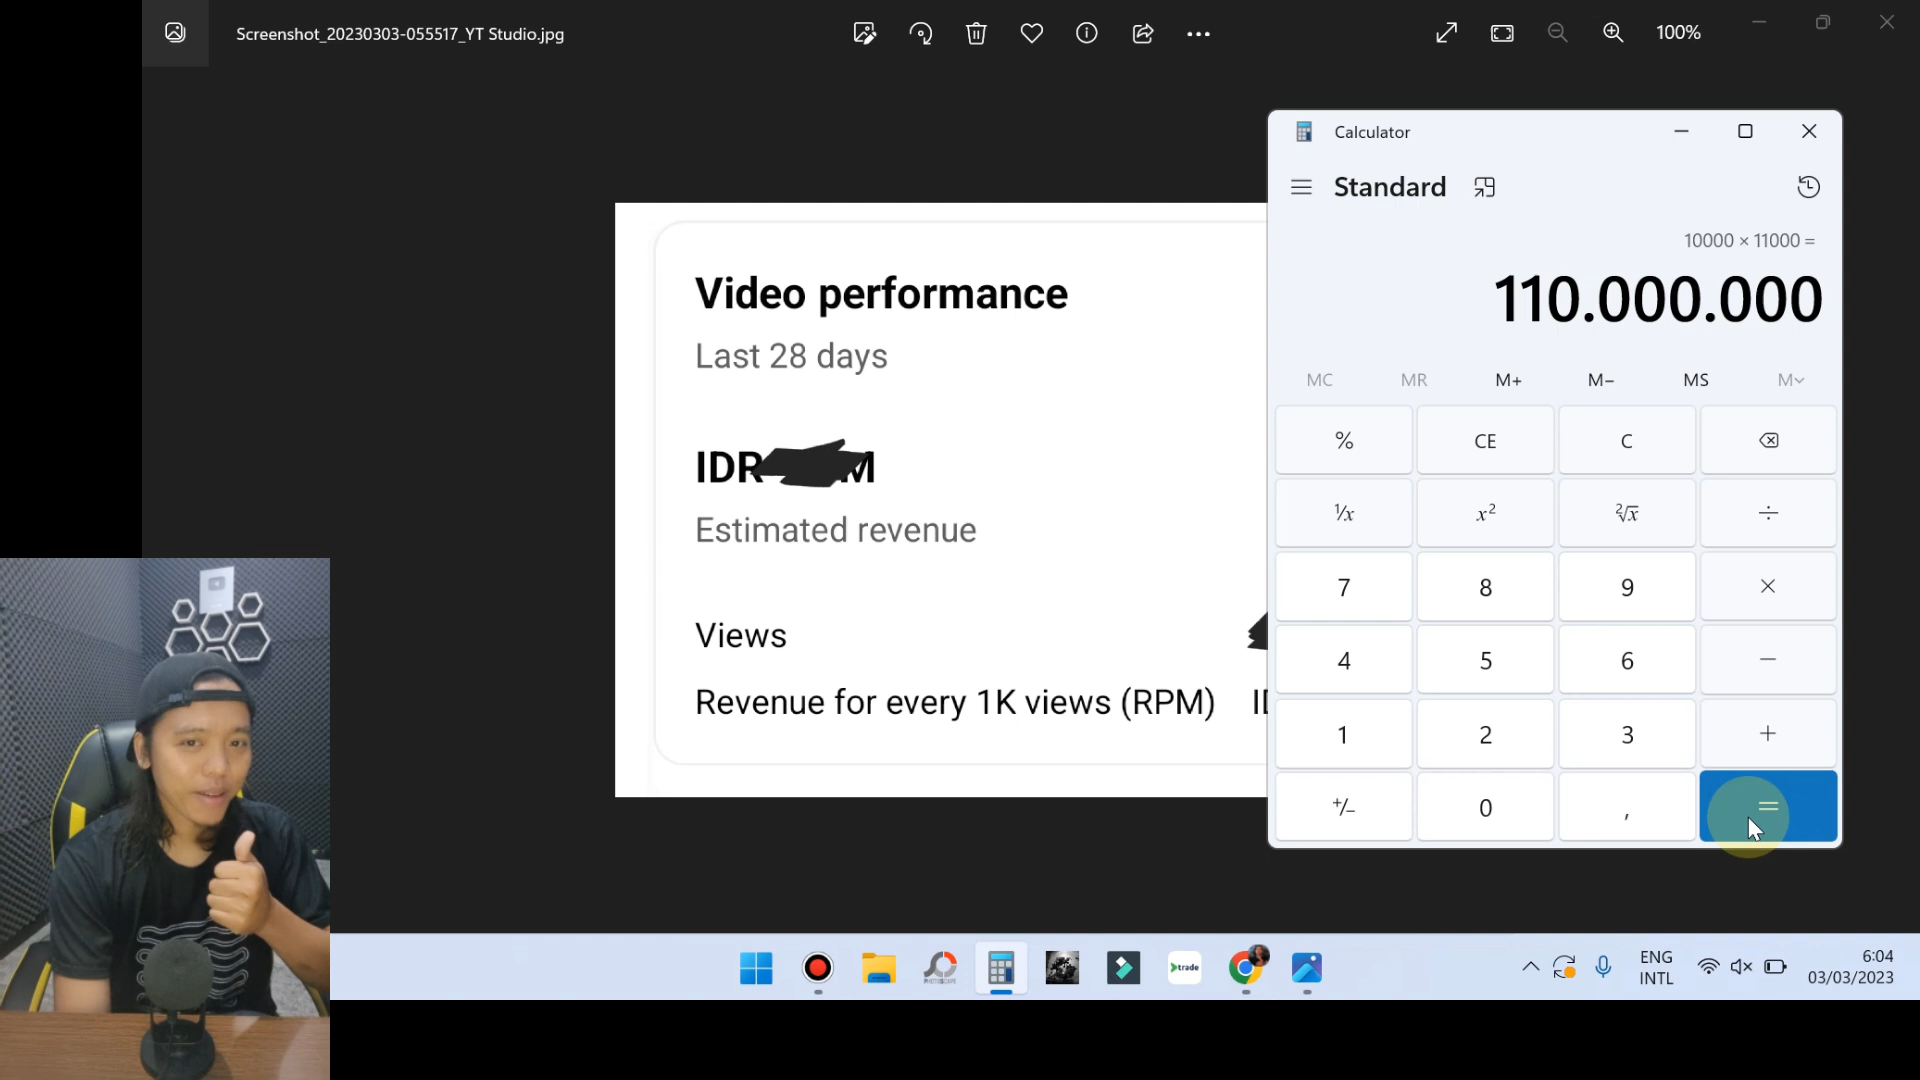 Screenshot_20230303-055517_YT Studio.jpg
100%
Calculator
Standard
10000 × 11000 =
110.000.000
MC MR M+ M− MS M
% CE C
¹/x x² ²√x ÷
7 8 9 ×
4 5 6 −
1 2 3 +
+/− 0 , =
Video performance
Last 28 days
IDR M
Estimated revenue
Views
Revenue for every 1K views (RPM)
trade
ENG
INTL
6:04
03/03/2023